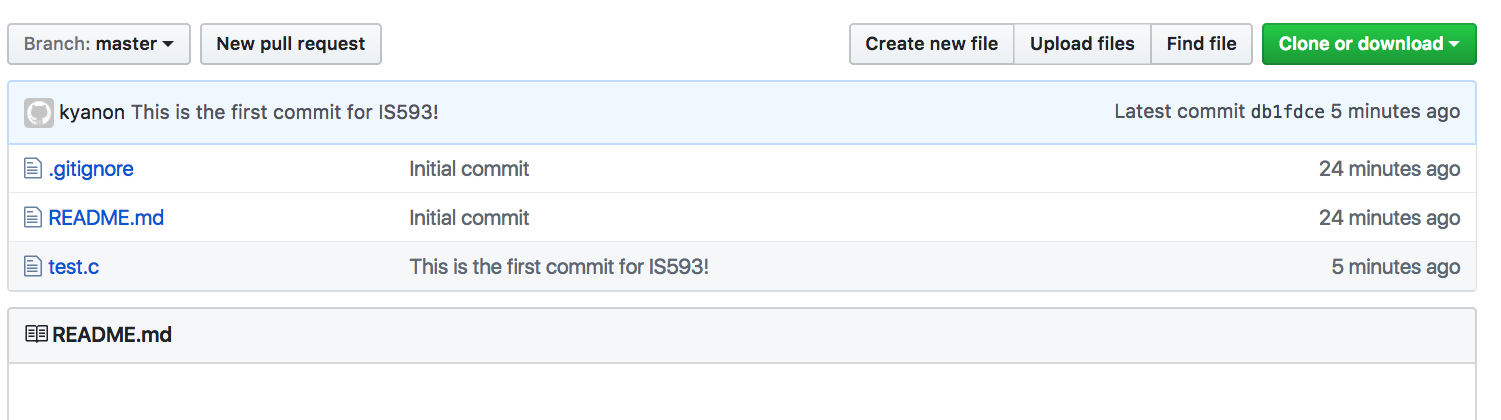 Branch: master New pull request Create new file Upload files Find file Clone or download
kyanon This is the first commit for IS593! Latest commit db1fdce 5 minutes ago
.gitignore Initial commit 24 minutes ago
README.md Initial commit 24 minutes ago
test.c This is the first commit for IS593! 5 minutes ago
README.md